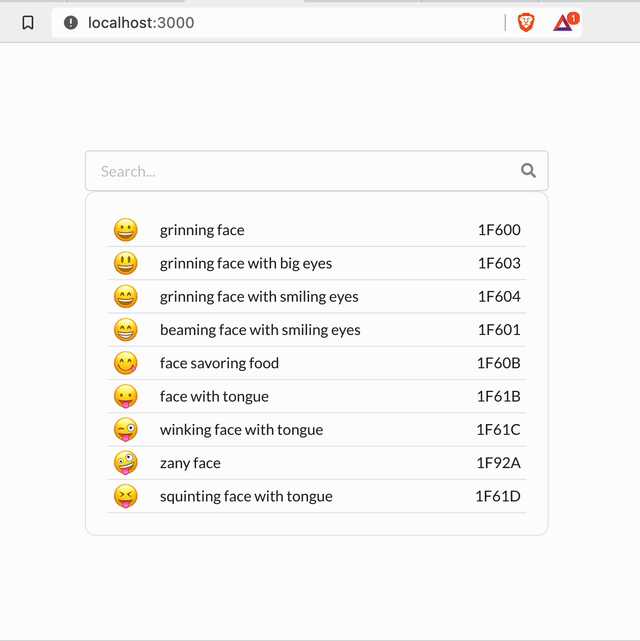 localhost:3000
1
Search...
😀 grinning face 1F600
😃 grinning face with big eyes 1F603
😄 grinning face with smiling eyes 1F604
😁 beaming face with smiling eyes 1F601
😋 face savoring food 1F60B
😛 face with tongue 1F61B
😜 winking face with tongue 1F61C
🤪 zany face 1F92A
😝 squinting face with tongue 1F61D